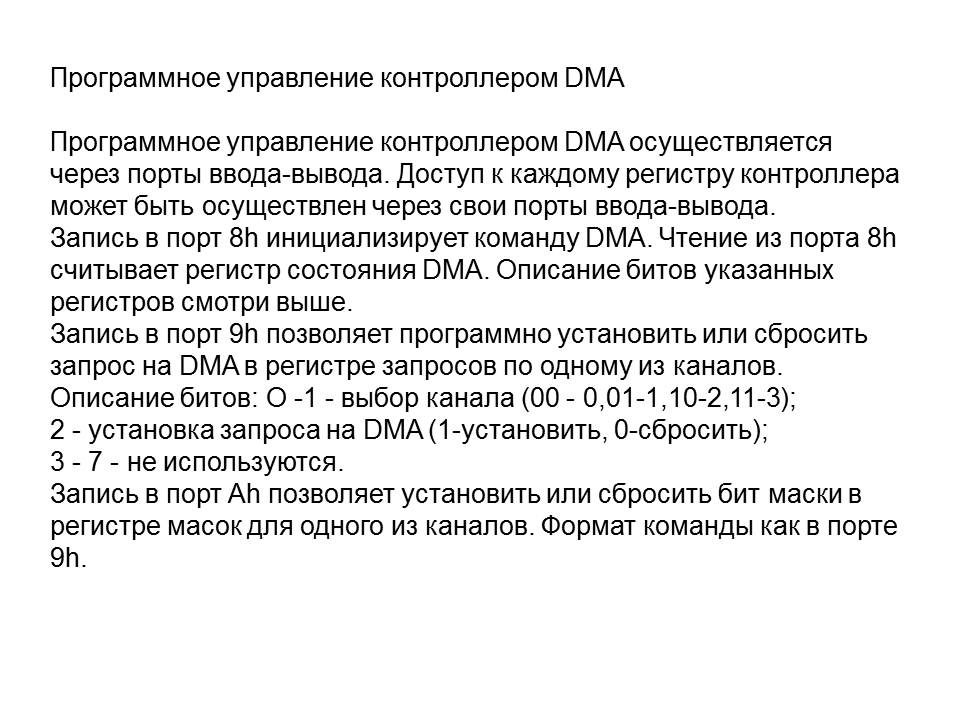 Программное управление контроллером DMA
Программное управление контроллером DMA осуществляется
через порты ввода-вывода. Доступ к каждому регистру контроллера
может быть осуществлен через свои порты ввода-вывода.
Запись в порт 8h инициализирует команду DMA. Чтение из порта 8h
считывает регистр состояния DMA. Описание битов указанных
регистров смотри выше.
Запись в порт 9h позволяет программно установить или сбросить
запрос на DMA в регистре запросов по одному из каналов.
Описание битов: О -1 - выбор канала (00 - 0,01-1,10-2,11-3);
2 - установка запроса на DMA (1-установить, 0-сбросить);
3 - 7 - не используются.
Запись в порт Ah позволяет установить или сбросить бит маски в
регистре масок для одного из каналов. Формат команды как в порте
9h.